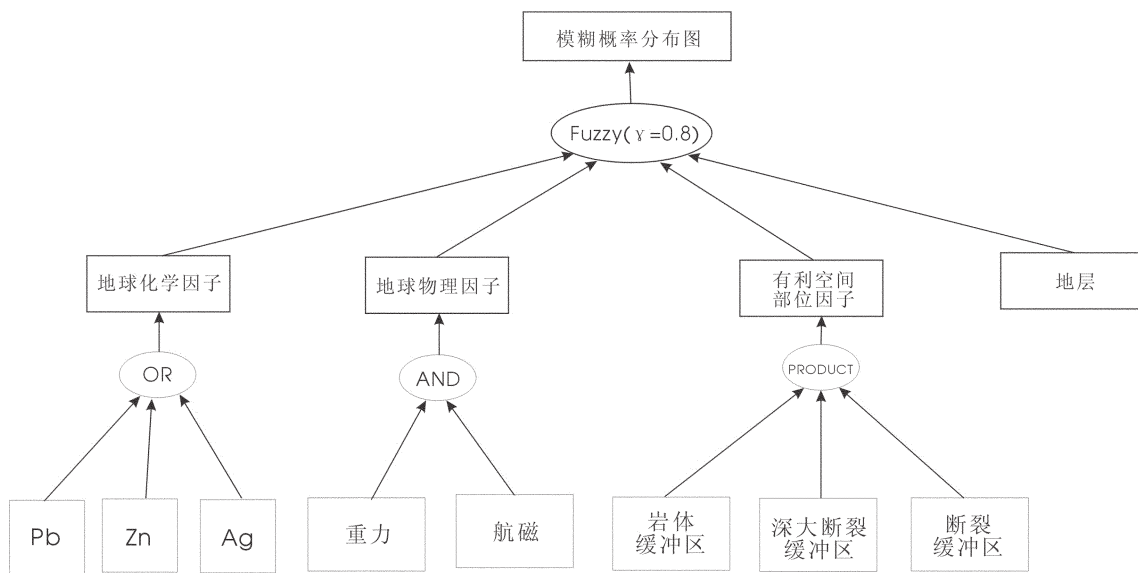 模糊概率分布图
Fuzzy(γ=0.8)
地球化学因子
地球物理因子
有利空间
部位因子
地层
OR
AND
PRODUCT
Pb
Zn
Ag
重力
航磁
岩体
缓冲区
深大断裂
缓冲区
断裂
缓冲区